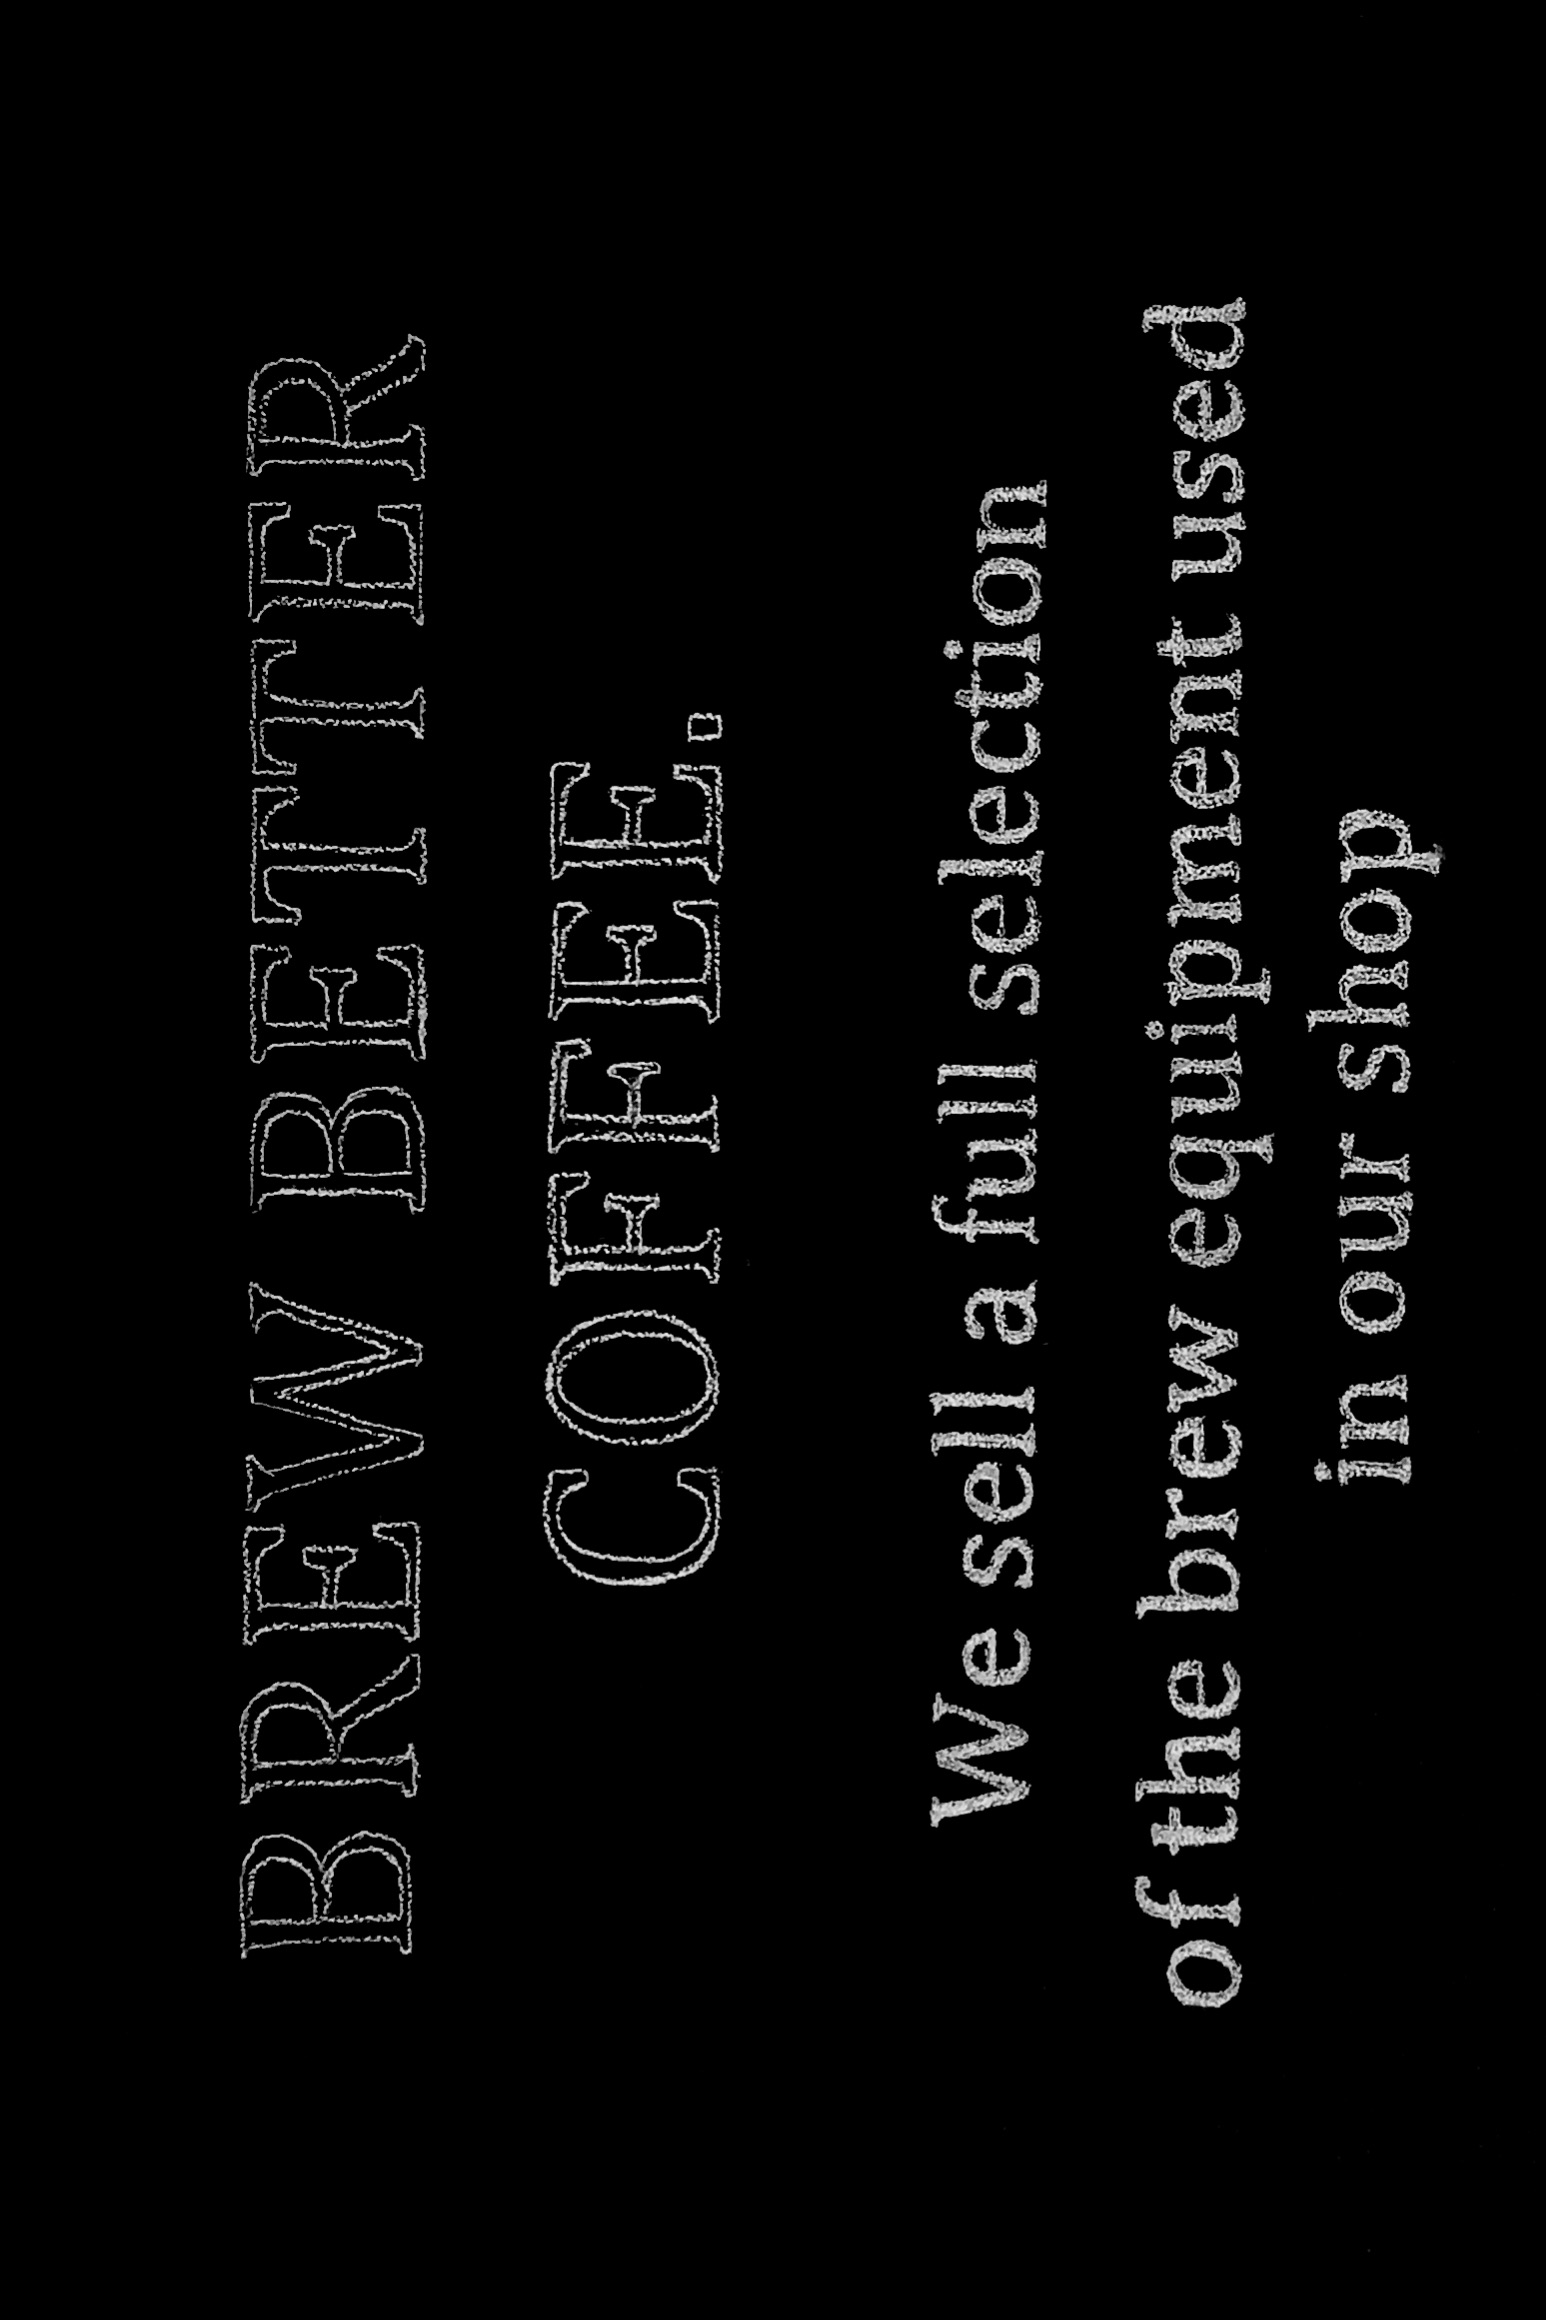 BREW BETTER
COFFEE.
We sell a full selection
of the brew equipment used
in our shop